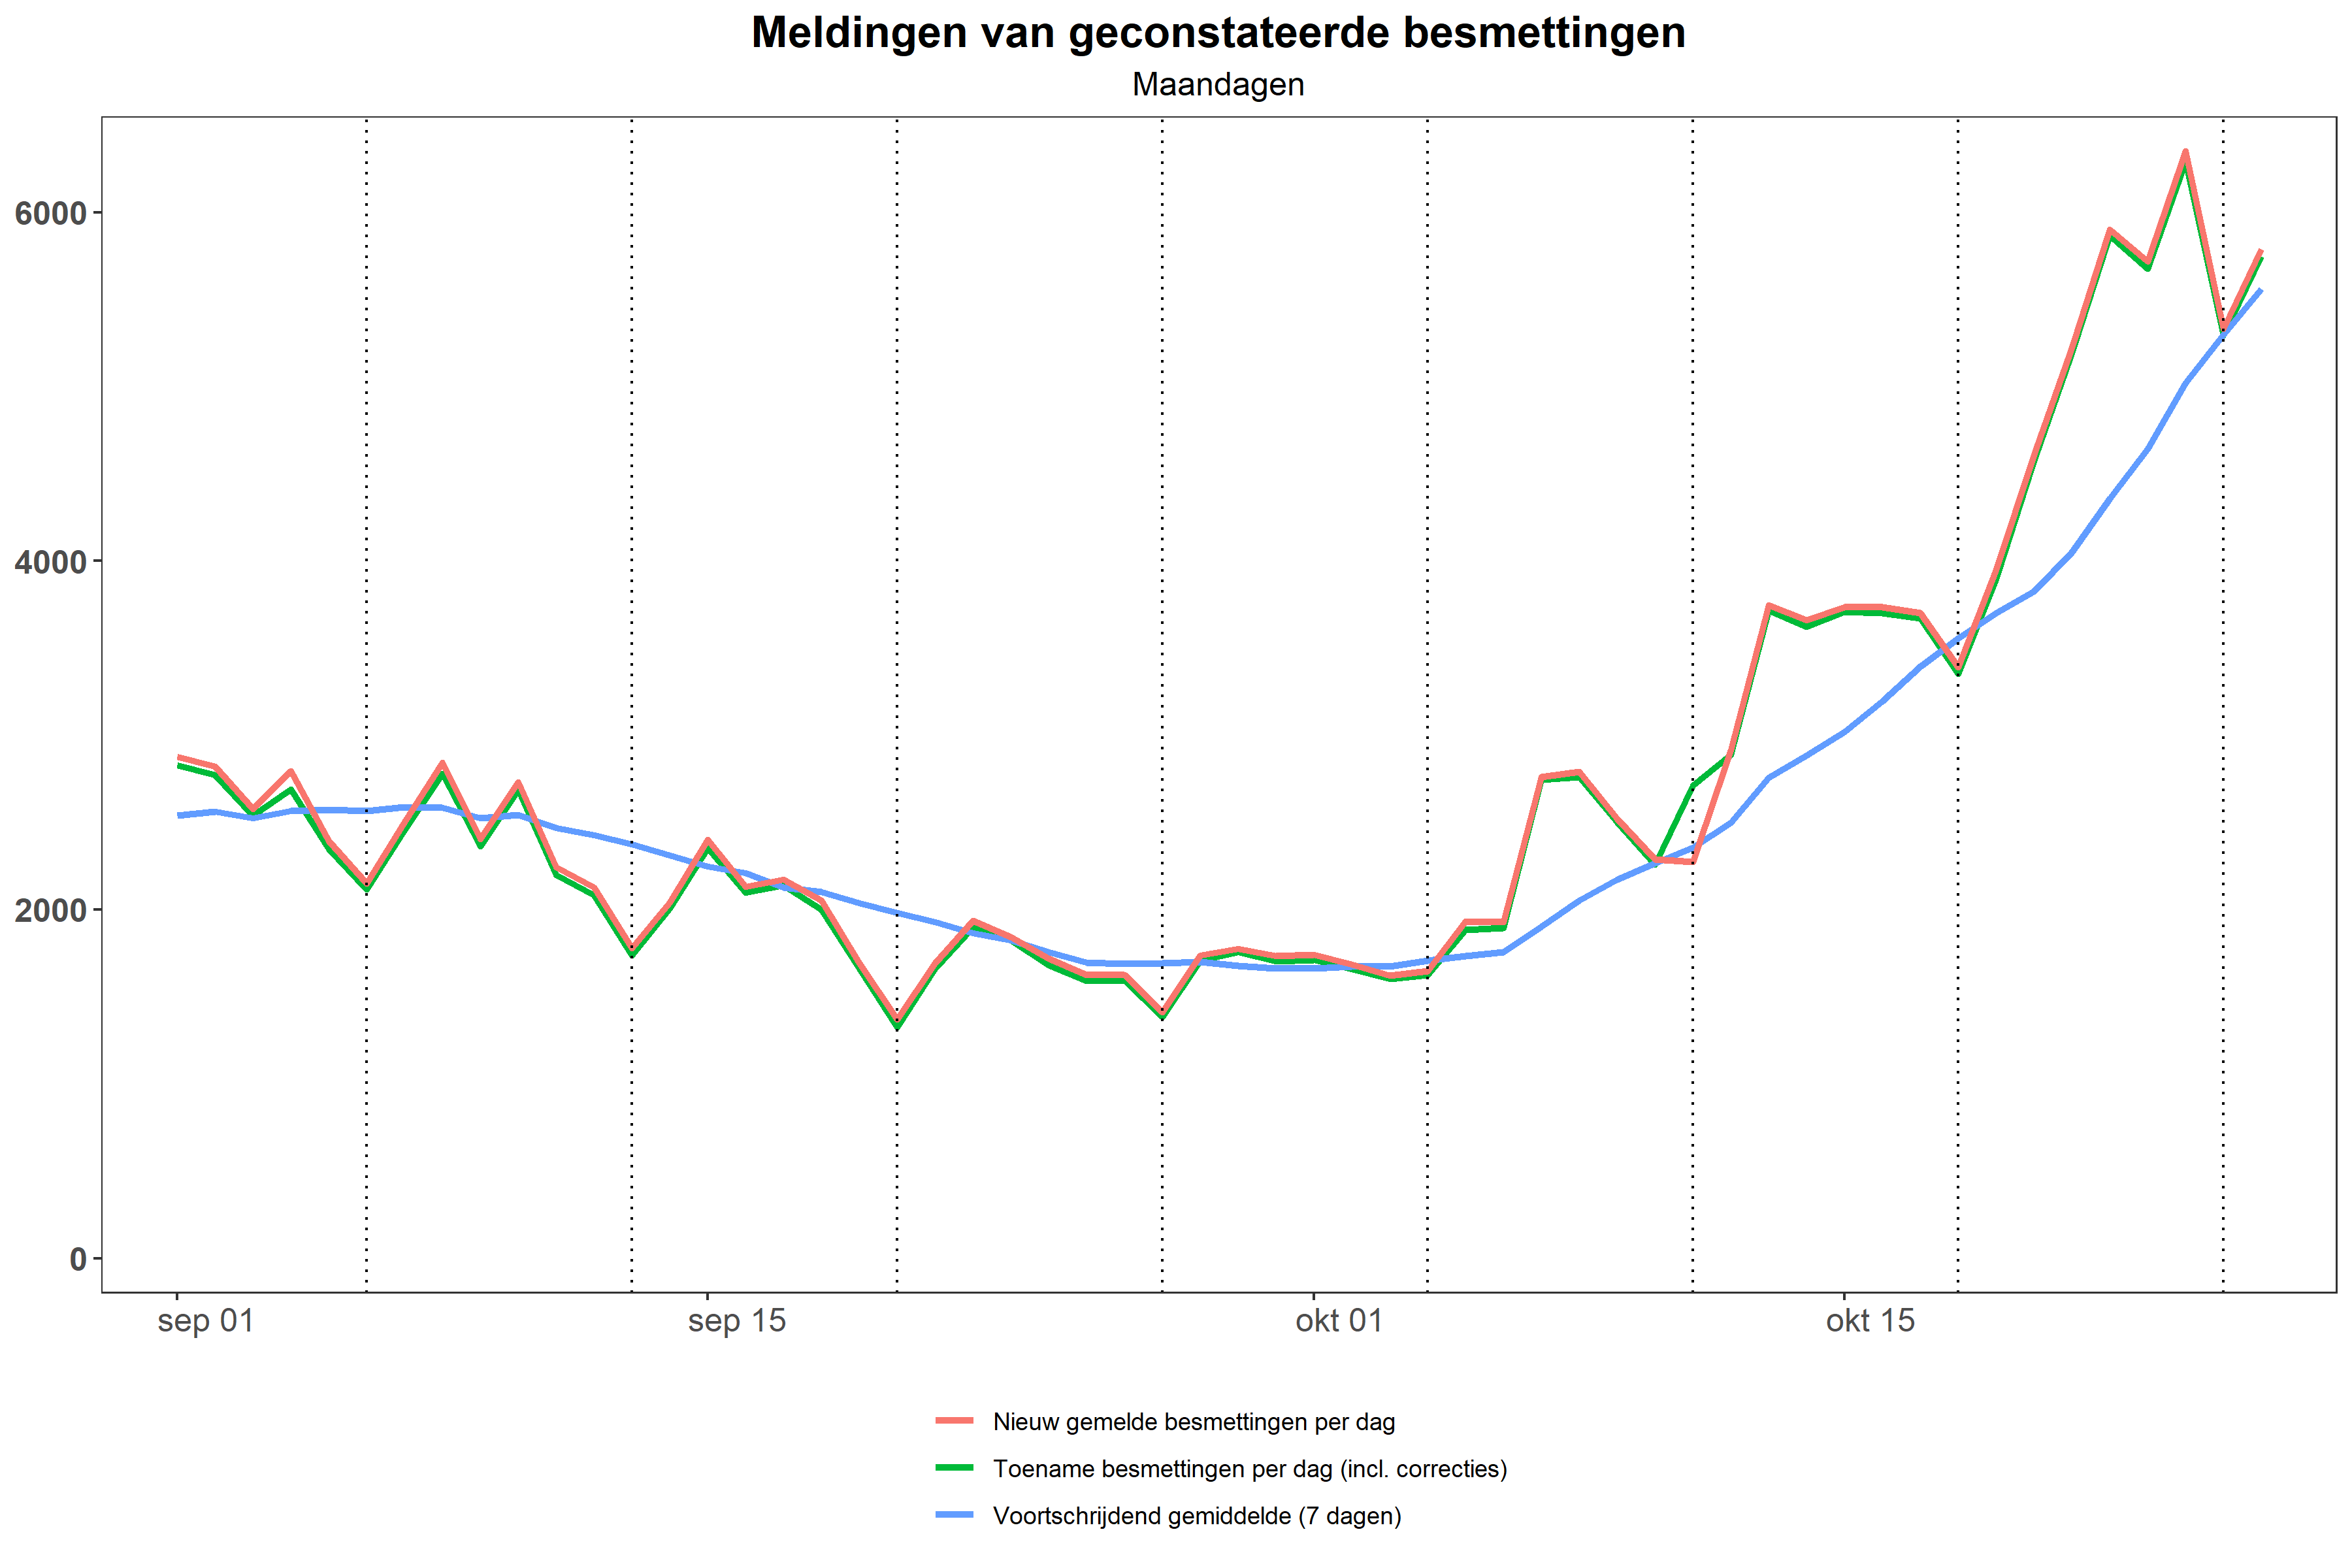 Meldingen van geconstateerde besmettingen
Maandagen
6000
4000
2000
0
sep 01
sep 15
okt 01
okt 15
Nieuw gemelde besmettingen per dag
Toename besmettingen per dag (incl. correcties)
Voortschrijdend gemiddelde (7 dagen)